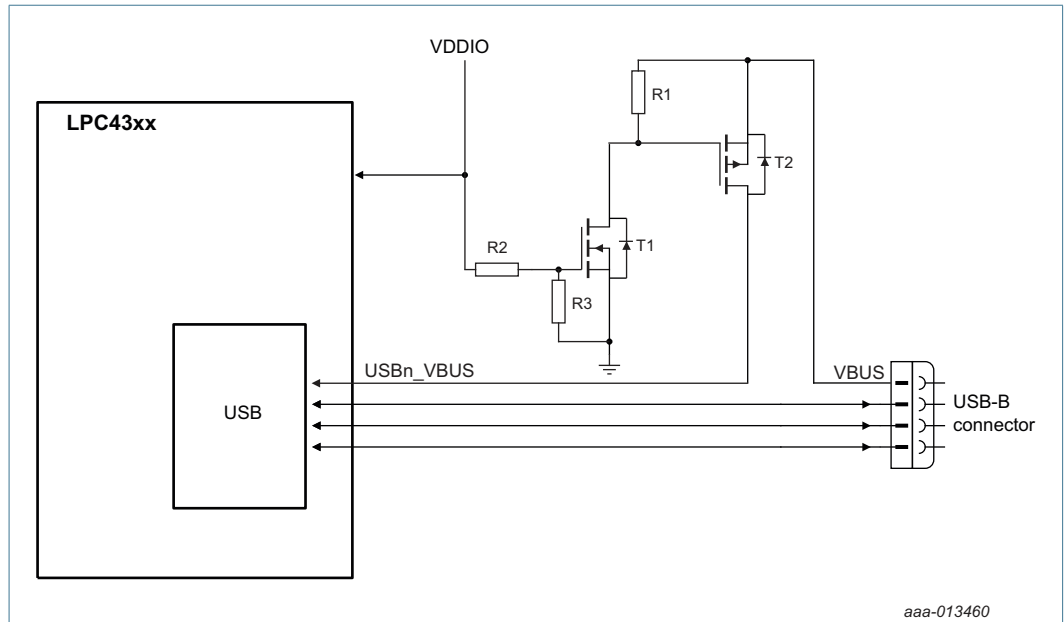 VDDIO
R1
LPC43xx
T2
R2
T1
R3
USBn_VBUS
VBUS
USB
USB-B
connector
aaa-013460